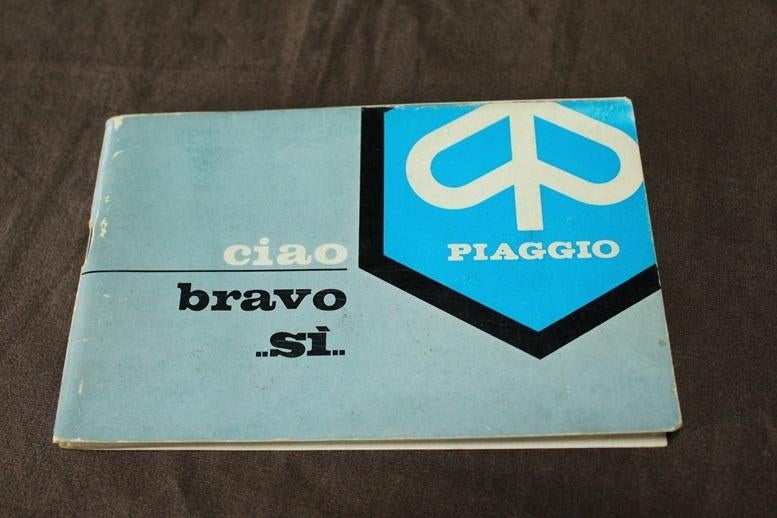 ciao
bravo
..sì..
PIAGGIO